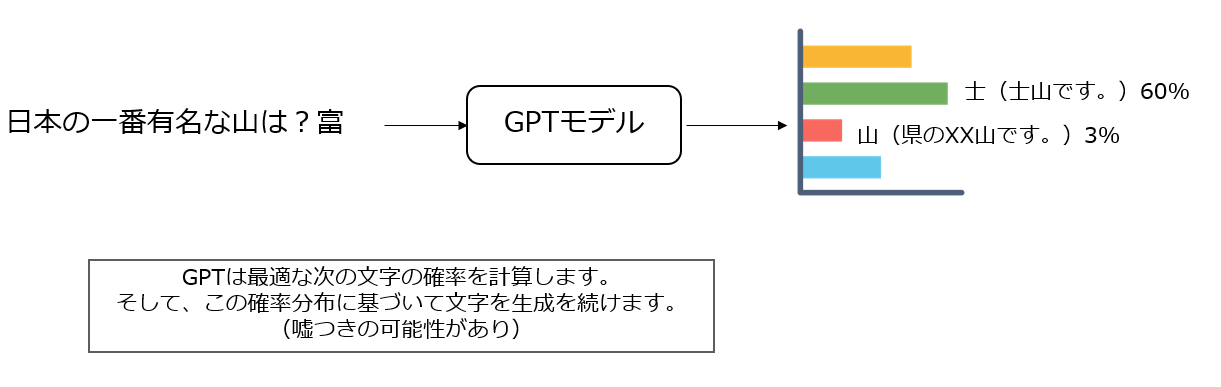 日本の一番有名な山は？富
GPTモデル
士（士山です。）60%
山（県のXX山です。）3%
GPTは最適な次の文字の確率を計算します。
そして、この確率分布に基づいて文字を生成を続けます。
（嘘つきの可能性があり）